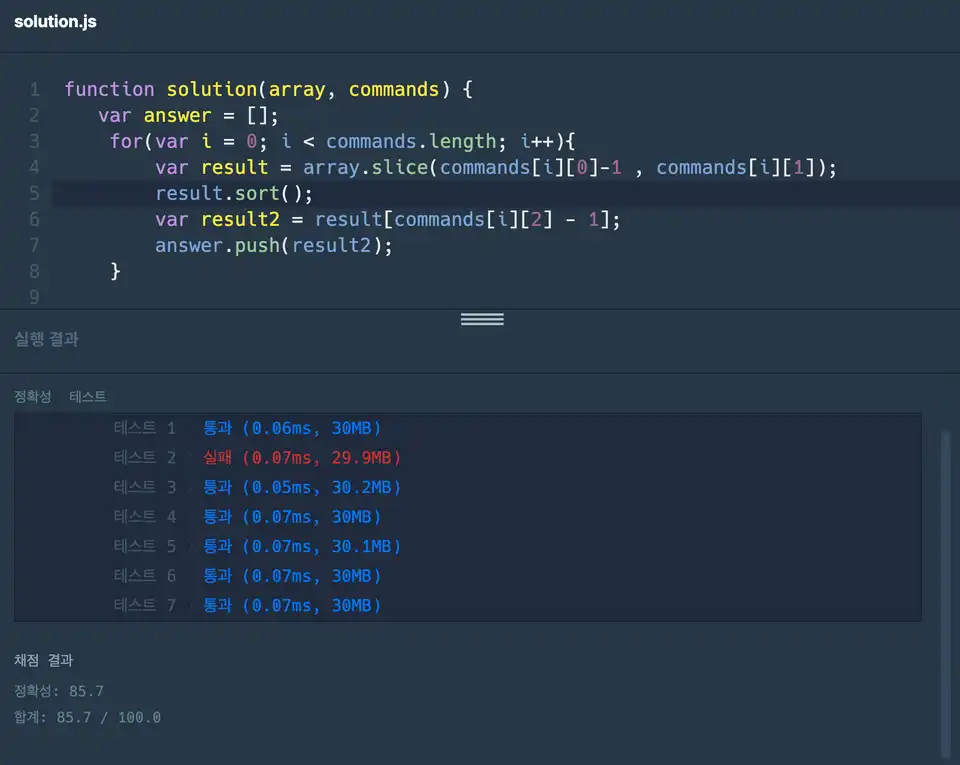 solution.js
1 function solution(array, commands) {
2 var answer = [];
3 for(var i = 0; i < commands.length; i++){
4 var result = array.slice(commands[i][0]-1 , commands[i][1]);
5 result.sort();
6 var result2 = result[commands[i][2] - 1];
7 answer.push(result2);
8 }
9
실행 결과
정확성 테스트
테스트 1 통과 (0.06ms, 30MB)
테스트 2 실패 (0.07ms, 29.9MB)
테스트 3 통과 (0.05ms, 30.2MB)
테스트 4 통과 (0.07ms, 30MB)
테스트 5 통과 (0.07ms, 30.1MB)
테스트 6 통과 (0.07ms, 30MB)
테스트 7 통과 (0.07ms, 30MB)
채점 결과
정확성: 85.7
합계: 85.7 / 100.0